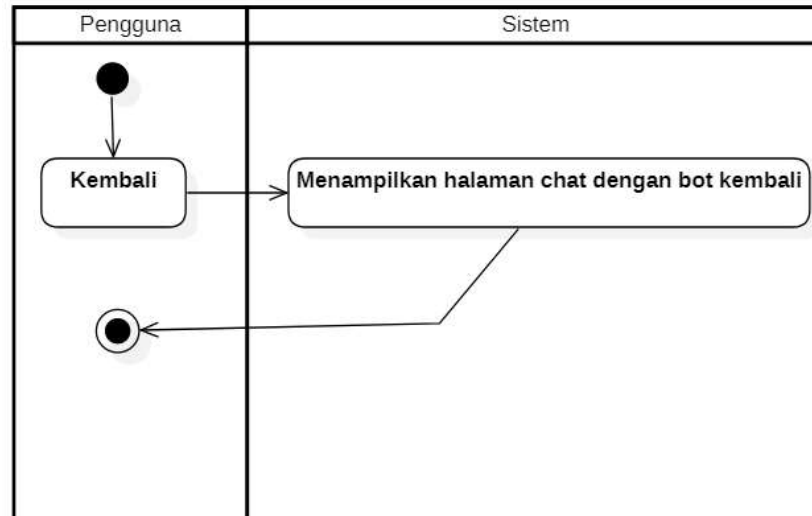 Pengguna
Sistem
Kembali
Menampilkan halaman chat dengan bot kembali